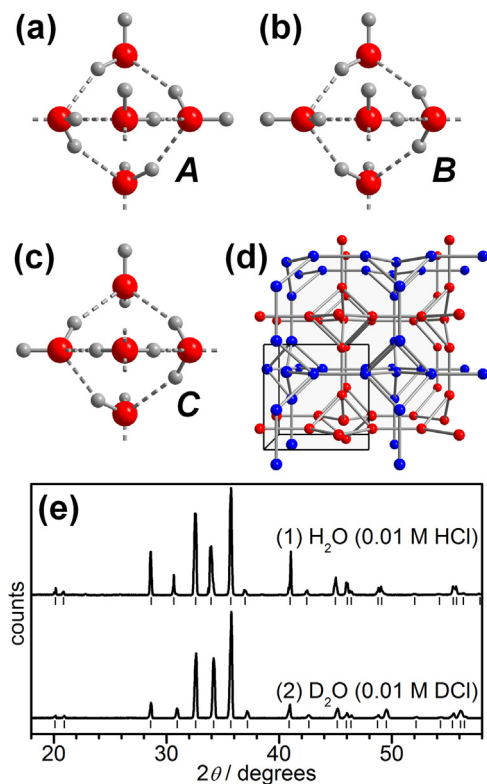 (a) (b)
A B
(c) (d)
C
(e)
(1) H₂O (0.01 M HCl)
(2) D₂O (0.01 M DCl)
counts
20 30 40 50
2θ / degrees